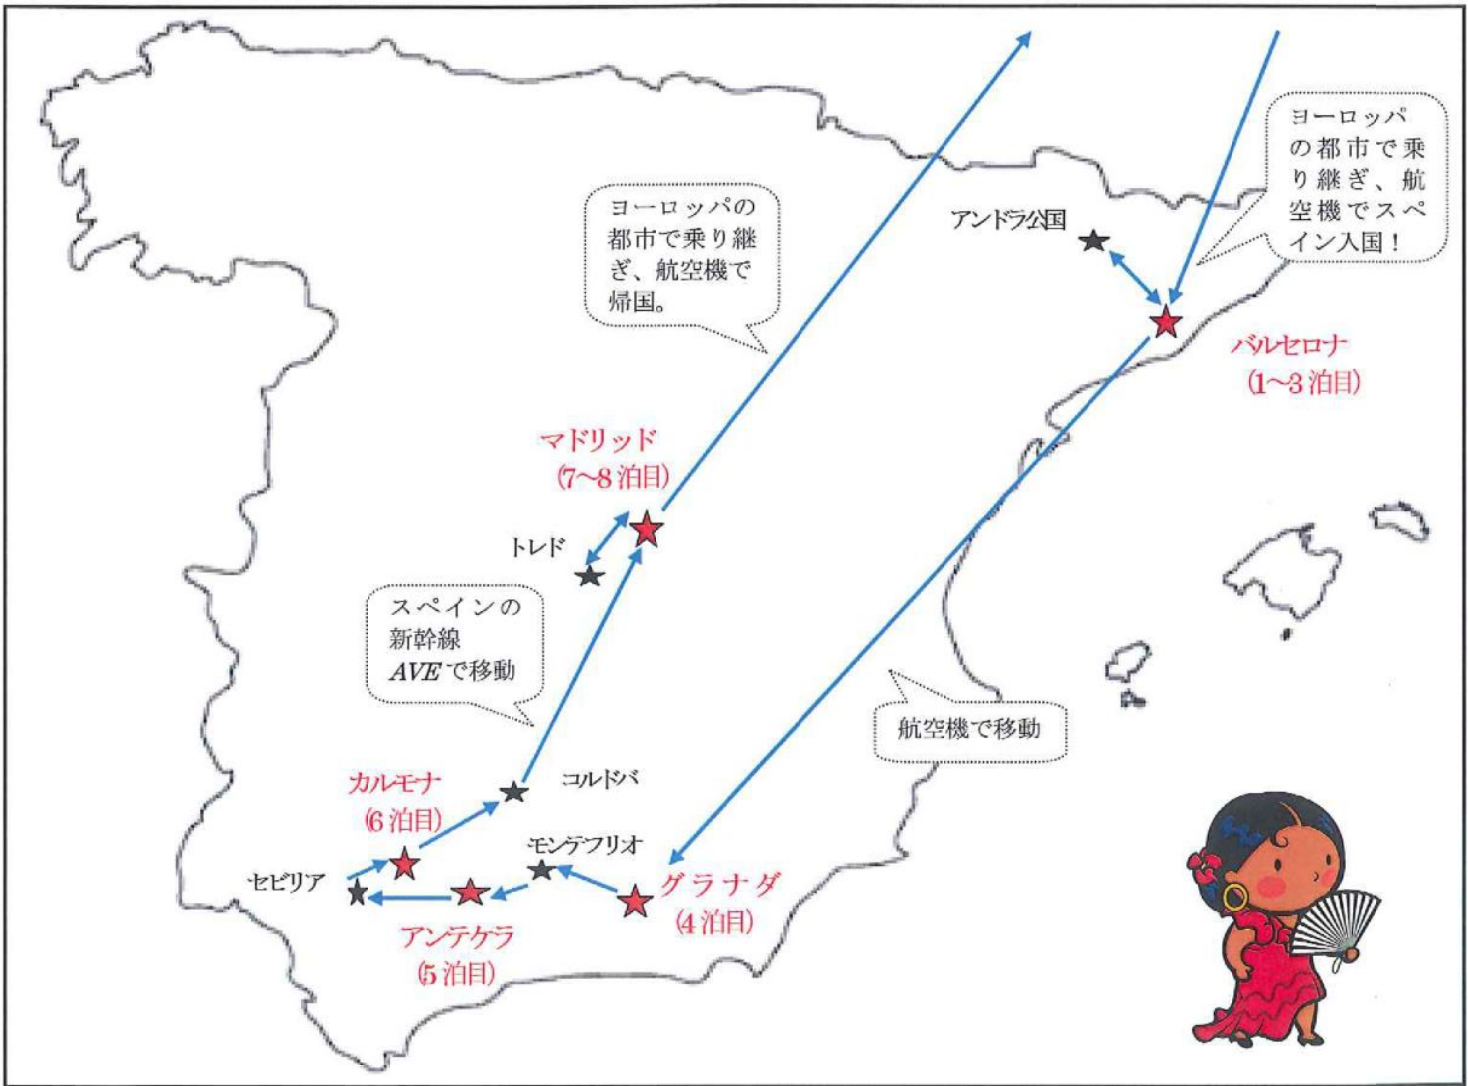 ヨーロッパ
の都市で乗
り継ぎ、航
空機でスペ
イン入国！
ヨーロッパの
都市で乗り継
ぎ、航空機で
帰国。
アンドラ公国
バルセロナ
(1～3 泊目)
マドリッド
(7～8 泊目)
トレド
スペインの
新幹線
AVE で移動
航空機で移動
カルモナ
(6 泊目)
コルドバ
モンテフリオ
セビリア
グラナダ
(4 泊目)
アンテケラ
(5 泊目)